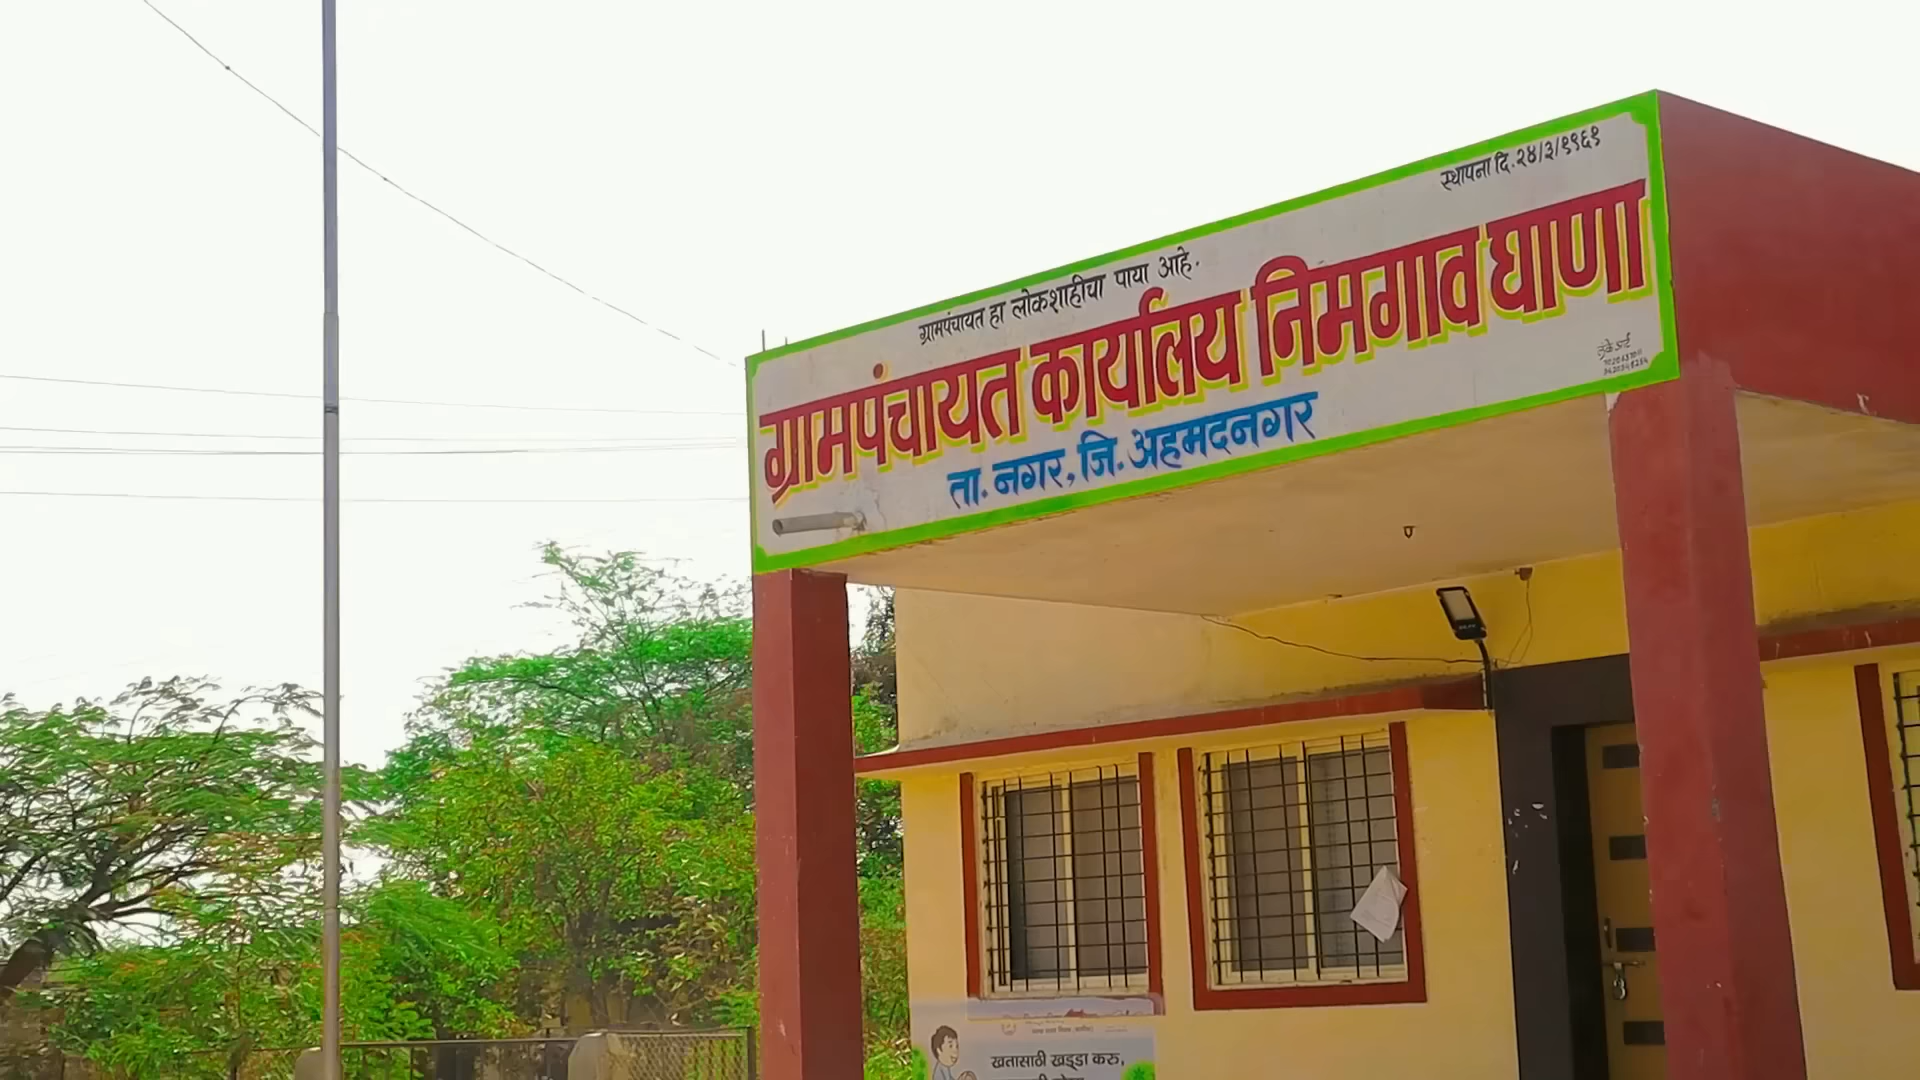 स्थापना दि.२४/३/१९६१
ग्रामपंचायत हा लोकशाहीचा पाया आहे.
ग्रामपंचायत कार्यालय निमगाव घाणा
ता. नगर, जि. अहमदनगर
खतासाठी खड्डा करू,